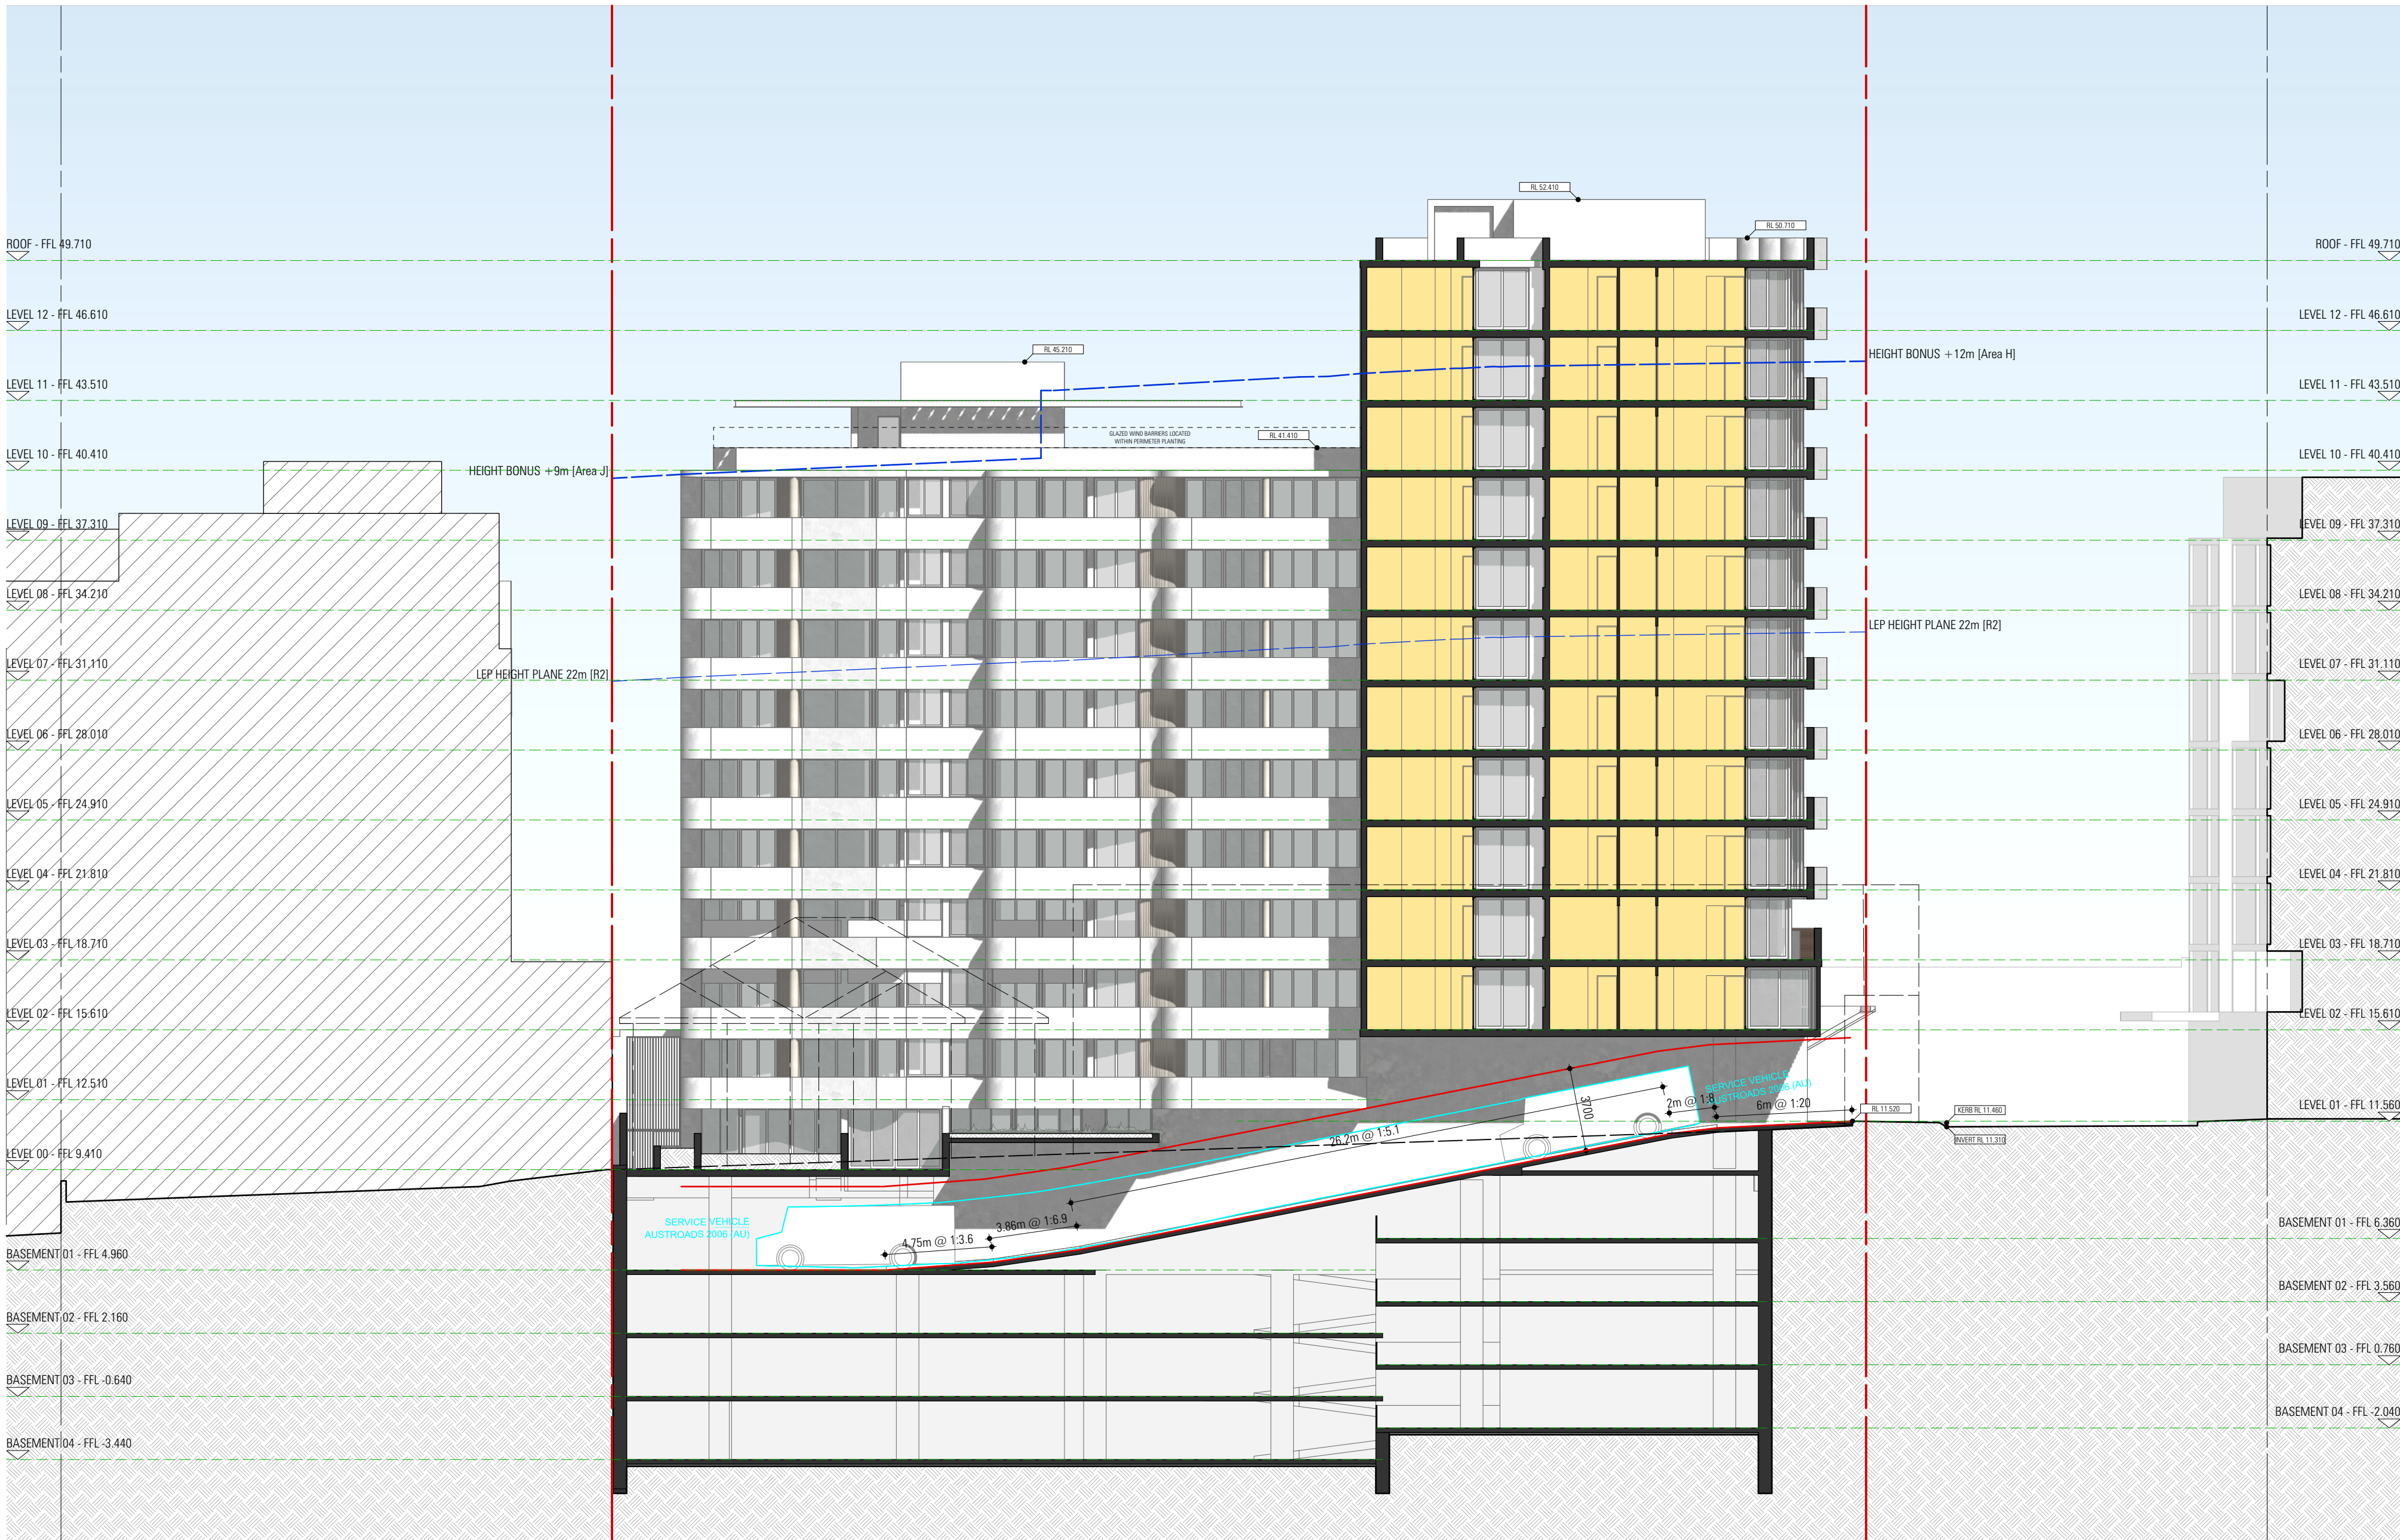 RL 52.410
RL 50.710
ROOF - FFL 49.710
ROOF - FFL 49.710
LEVEL 12 - FFL 46.610
LEVEL 12 - FFL 46.610
RL 45.210
HEIGHT BONUS +12m [Area H]
LEVEL 11 - FFL 43.510
LEVEL 11 - FFL 43.510
GLAZED WIND BARRIERS LOCATED
WITHIN PERIMETER PLANTING
RL 41.410
LEVEL 10 - FFL 40.410
LEVEL 10 - FFL 40.410
HEIGHT BONUS +9m [Area J]
LEVEL 09 - FFL 37.310
LEVEL 09 - FFL 37.310
LEVEL 08 - FFL 34.210
LEVEL 08 - FFL 34.210
LEP HEIGHT PLANE 22m [R2]
LEVEL 07 - FFL 31.110
LEVEL 07 - FFL 31.110
LEP HEIGHT PLANE 22m [R2]
LEVEL 06 - FFL 28.010
LEVEL 06 - FFL 28.010
LEVEL 05 - FFL 24.910
LEVEL 05 - FFL 24.910
LEVEL 04 - FFL 21.810
LEVEL 04 - FFL 21.810
LEVEL 03 - FFL 18.710
LEVEL 03 - FFL 18.710
LEVEL 02 - FFL 15.610
LEVEL 02 - FFL 15.610
LEVEL 01 - FFL 12.510
SERVICE VEHICLE
AUSTROADS 2006 (AU)
2m @ 1:8
6m @ 1:20
3700
RL 11.520
KERB RL 11.460
LEVEL 01 - FFL 11.560
INVERT RL 11.310
26.2m @ 1:5.1
LEVEL 00 - FFL 9.410
SERVICE VEHICLE
AUSTROADS 2006 (AU)
3.86m @ 1:6.9
4.75m @ 1:3.6
BASEMENT 01 - FFL 6.360
BASEMENT 01 - FFL 4.960
BASEMENT 02 - FFL 3.560
BASEMENT 02 - FFL 2.160
BASEMENT 03 - FFL 0.760
BASEMENT 03 - FFL -0.640
BASEMENT 04 - FFL -2.040
BASEMENT 04 - FFL -3.440